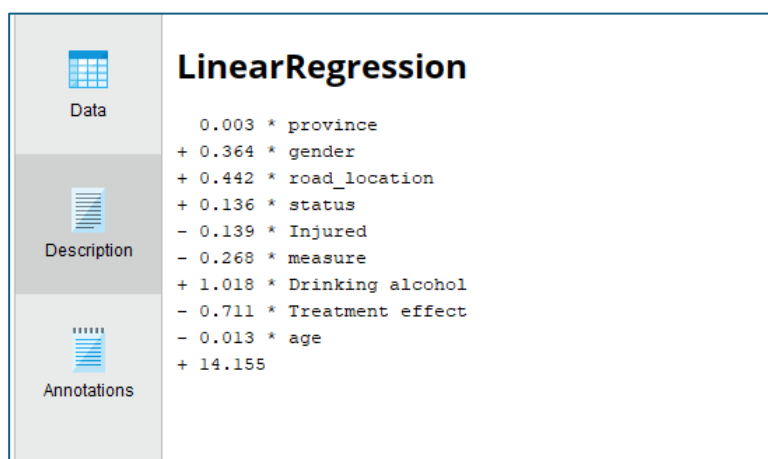 Data
Description
Annotations
LinearRegression
0.003 * province
+ 0.364 * gender
+ 0.442 * road_location
+ 0.136 * status
- 0.139 * Injured
- 0.268 * measure
+ 1.018 * Drinking alcohol
- 0.711 * Treatment effect
- 0.013 * age
+ 14.155